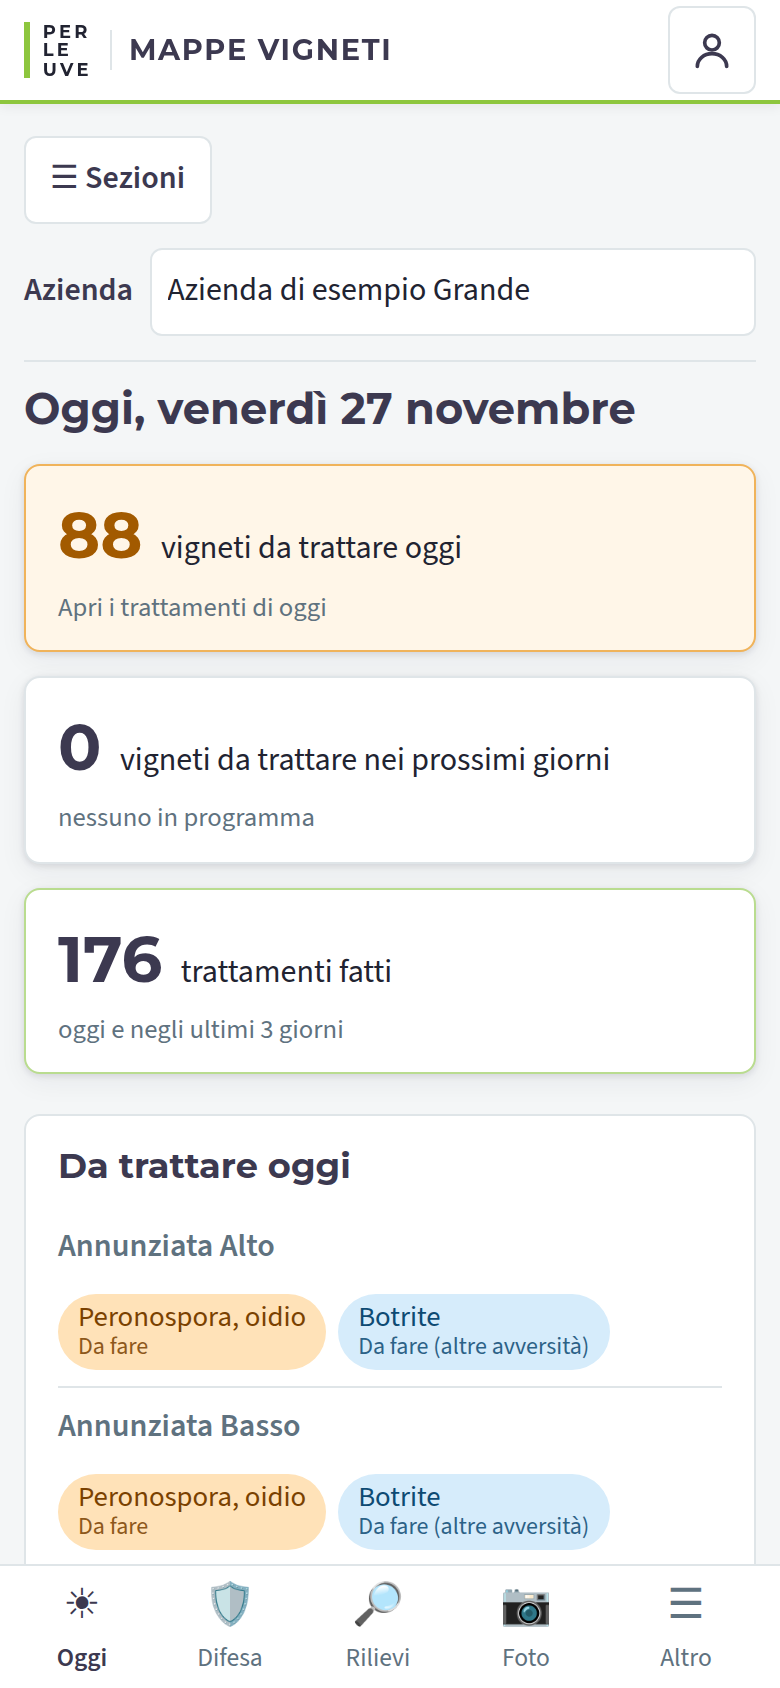 PER
LE
UVE
MAPPE VIGNETI
☰ Sezioni
Azienda
Azienda di esempio Grande
Oggi, venerdì 27 novembre
88 vigneti da trattare oggi
Apri i trattamenti di oggi
0 vigneti da trattare nei prossimi giorni
nessuno in programma
176 trattamenti fatti
oggi e negli ultimi 3 giorni
Da trattare oggi
Annunziata Alto
Peronospora, oidio
Da fare
Botrite
Da fare (altre avversità)
Annunziata Basso
Peronospora, oidio
Da fare
Botrite
Da fare (altre avversità)
Oggi
Difesa
Rilievi
Foto
Altro